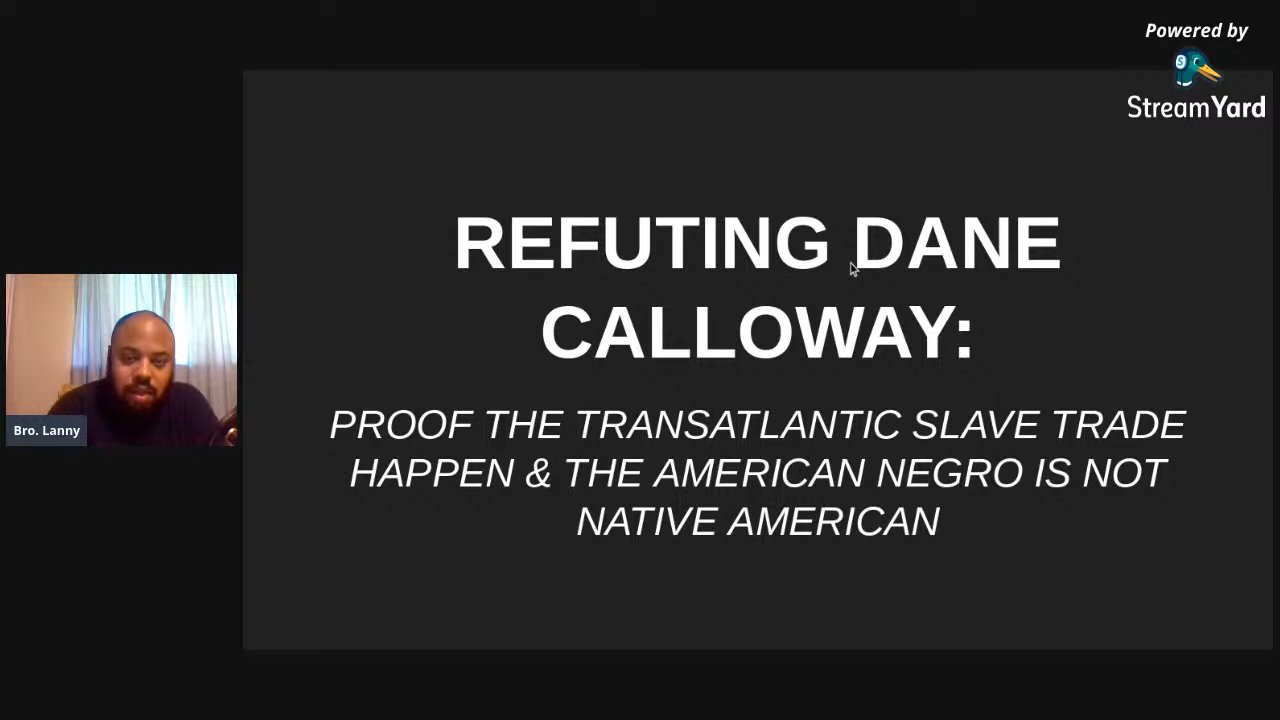 Powered by
StreamYard
REFUTING DANE
CALLOWAY:
PROOF THE TRANSATLANTIC SLAVE TRADE
HAPPEN & THE AMERICAN NEGRO IS NOT
NATIVE AMERICAN
Bro. Lanny